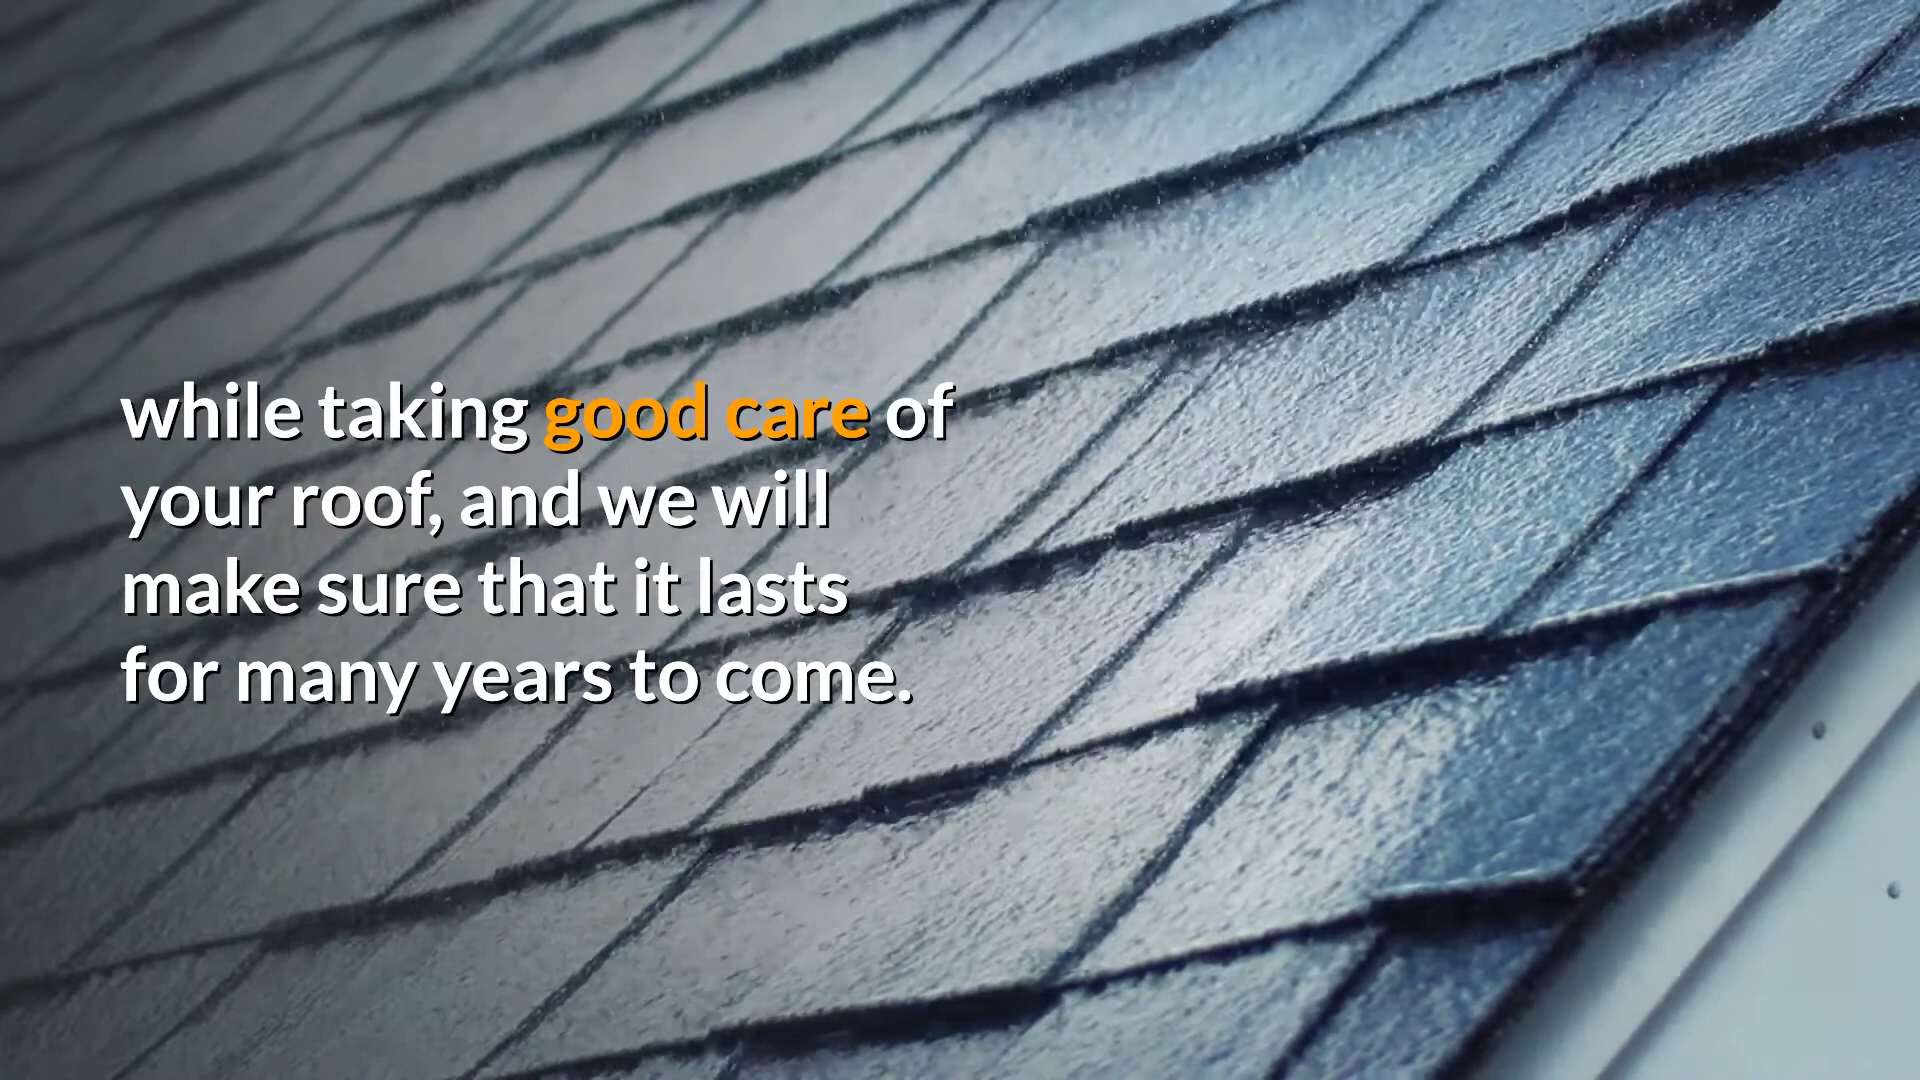 while taking good care of
your roof, and we will
make sure that it lasts
for many years to come.